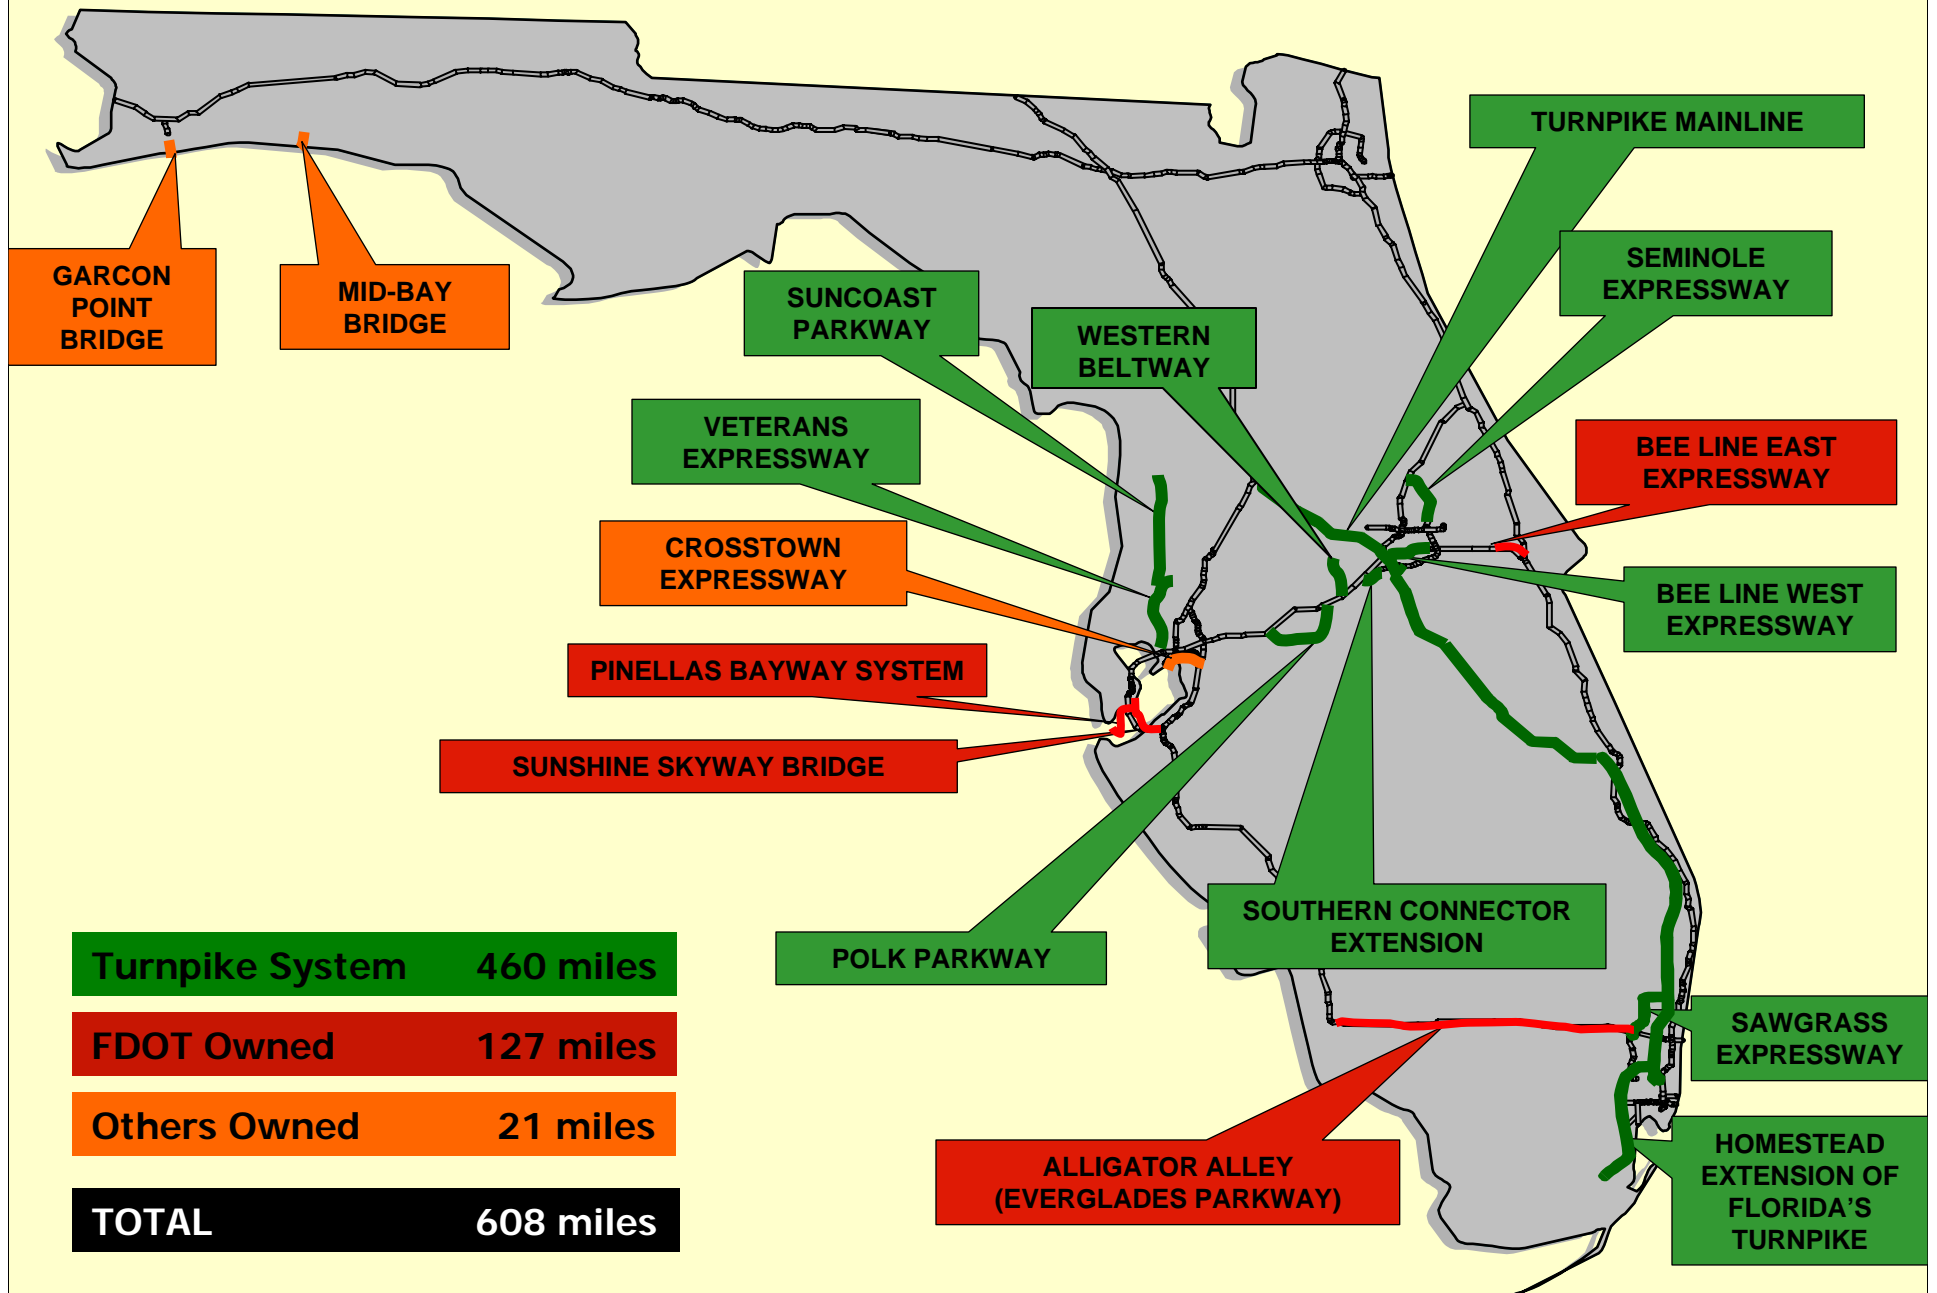 TURNPIKE MAINLINE
SEMINOLE
EXPRESSWAY
GARCON
POINT
BRIDGE
MID-BAY
BRIDGE
SUNCOAST
PARKWAY
WESTERN
BELTWAY
VETERANS
EXPRESSWAY
BEE LINE EAST
EXPRESSWAY
CROSSTOWN
EXPRESSWAY
BEE LINE WEST
EXPRESSWAY
PINELLAS BAYWAY SYSTEM
SUNSHINE SKYWAY BRIDGE
SOUTHERN CONNECTOR
EXTENSION
POLK PARKWAY
Turnpike System 460 miles
FDOT Owned 127 miles
Others Owned 21 miles
TOTAL 608 miles
SAWGRASS
EXPRESSWAY
ALLIGATOR ALLEY
(EVERGLADES PARKWAY)
HOMESTEAD
EXTENSION OF
FLORIDA'S
TURNPIKE